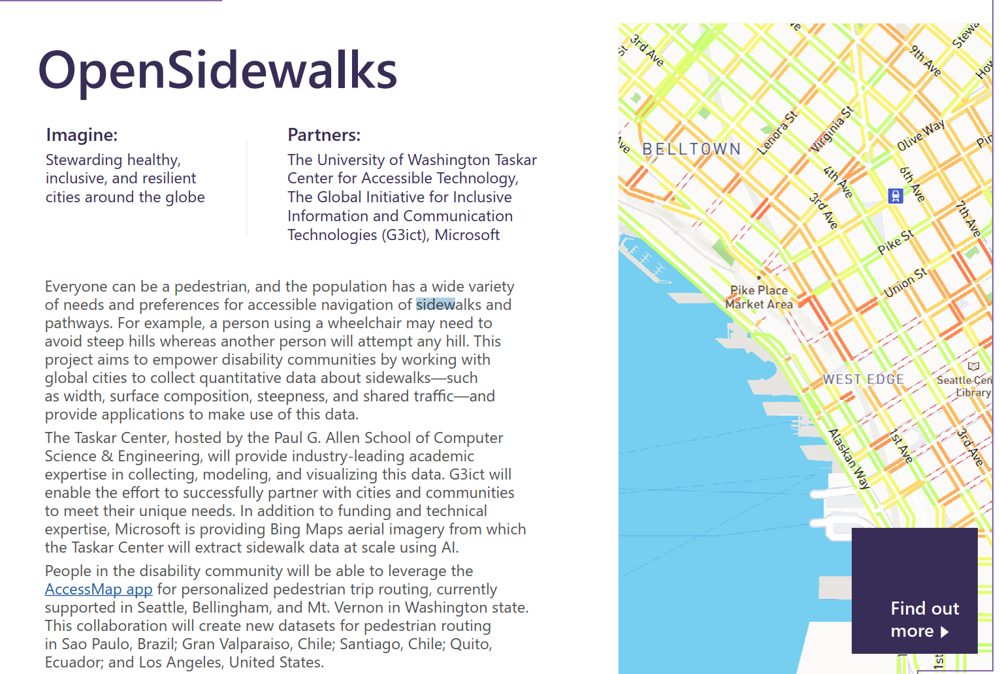 OpenSidewalks
Imagine:
Stewarding healthy,
inclusive, and resilient
cities around the globe
Partners:
The University of Washington Taskar
Center for Accessible Technology,
The Global Initiative for Inclusive
Information and Communication
Technologies (G3ict), Microsoft
Everyone can be a pedestrian, and the population has a wide variety
of needs and preferences for accessible navigation of sidewalks and
pathways. For example, a person using a wheelchair may need to
avoid steep hills whereas another person will attempt any hill. This
project aims to empower disability communities by working with
global cities to collect quantitative data about sidewalks—such
as width, surface composition, steepness, and shared traffic—and
provide applications to make use of this data.
The Taskar Center, hosted by the Paul G. Allen School of Computer
Science & Engineering, will provide industry-leading academic
expertise in collecting, modeling, and visualizing this data. G3ict will
enable the effort to successfully partner with cities and communities
to meet their unique needs. In addition to funding and technical
expertise, Microsoft is providing Bing Maps aerial imagery from which
the Taskar Center will extract sidewalk data at scale using AI.
People in the disability community will be able to leverage the
AccessMap app for personalized pedestrian trip routing, currently
supported in Seattle, Bellingham, and Mt. Vernon in Washington state.
This collaboration will create new datasets for pedestrian routing
in Sao Paulo, Brazil; Gran Valparaiso, Chile; Santiago, Chile; Quito,
Ecuador; and Los Angeles, United States.
3rd Ave
9th Ave
BELLTOWN
Lenora St
Virginia St
Olive Way
4th Ave
6th Ave
3rd Ave
7th Ave
Pike St
Union St
Pike Place
Market Area
WEST EDGE
Seattle Cen
Library
Alaskan Way
1st Ave
3rd Ave
Find out
more
1st